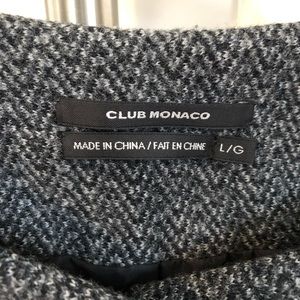 CLUB MONACO
MADE IN CHINA / FAIT EN CHINE L/G